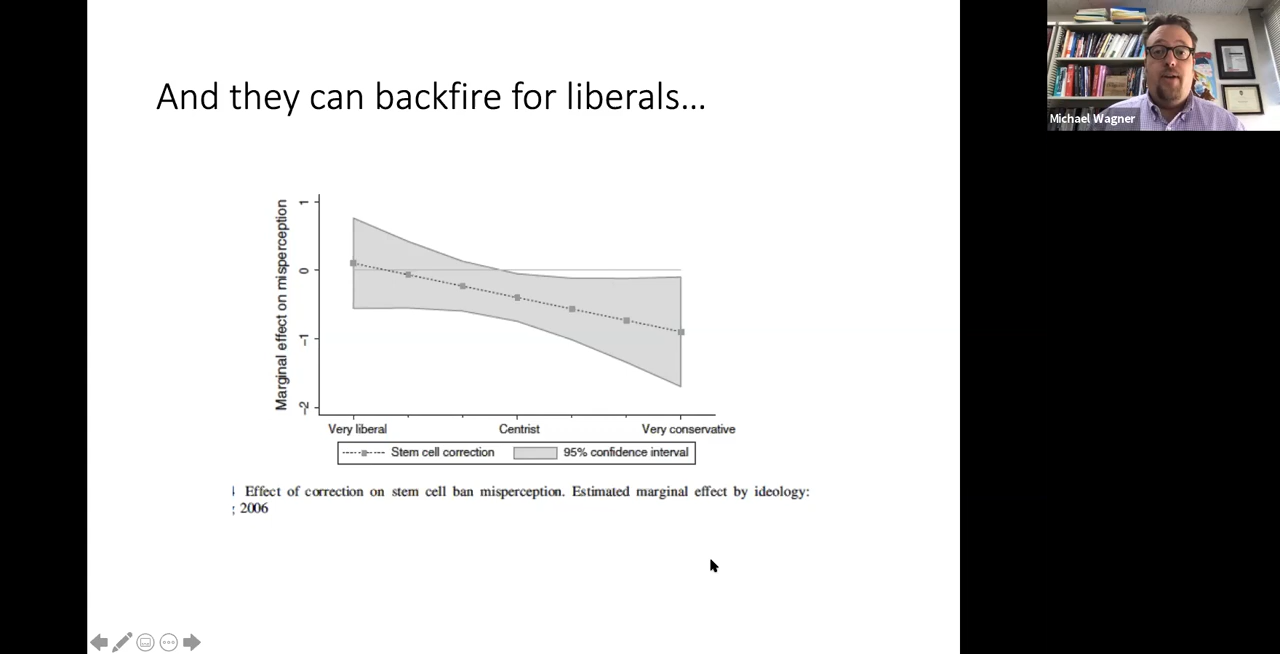 And they can backfire for liberals...
Michael Wagner
Marginal effect on misperception
1
0
−1
−2
Very liberal
Centrist
Very conservative
Stem cell correction
95% confidence interval
Effect of correction on stem cell ban misperception. Estimated marginal effect by ideology:
; 2006